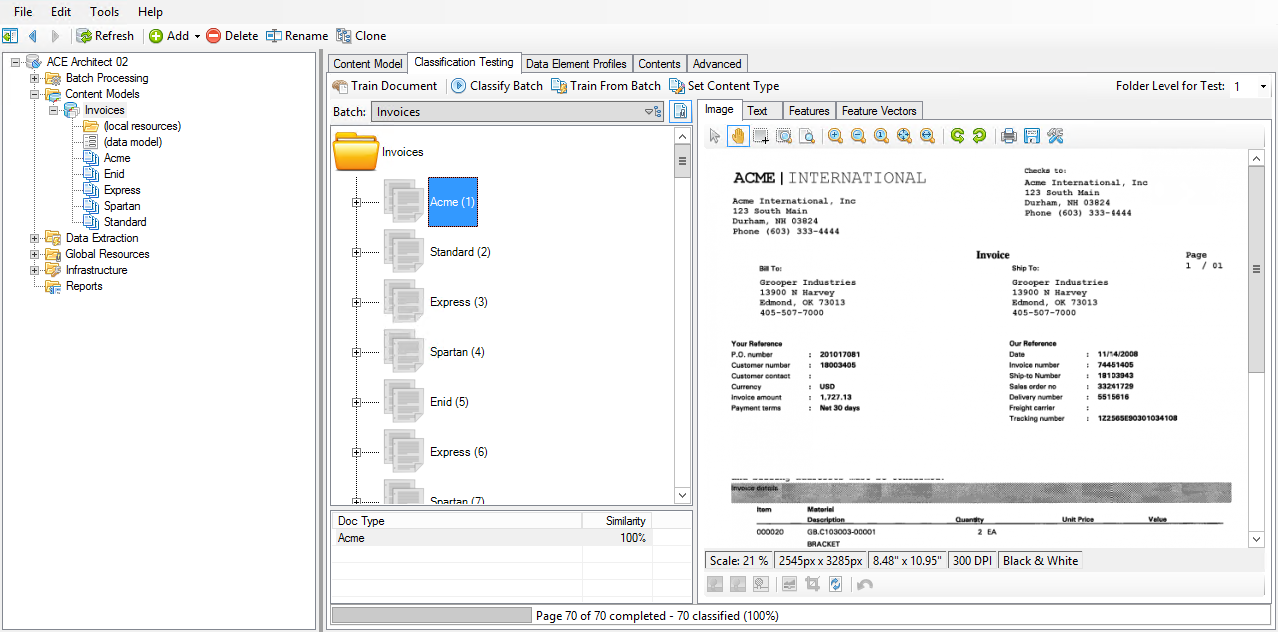 File Edit Tools Help
Refresh Add Delete Rename Clone
ACE Architect 02
Batch Processing
Content Models
Invoices
(local resources)
(data model)
Acme
Enid
Express
Spartan
Standard
Data Extraction
Global Resources
Infrastructure
Reports
Content Model Classification Testing Data Element Profiles Contents Advanced
Train Document Classify Batch Train From Batch Set Content Type Folder Level for Test: 1
Batch: Invoices
Invoices
Acme (1)
Standard (2)
Express (3)
Spartan (4)
Enid (5)
Express (6)
Spartan (7)
Doc Type Similarity
Acme 100%
Image Text Features Feature Vectors
ACME | INTERNATIONAL
Acme International, Inc
123 South Main
Durham, NH 03824
Phone (603) 333-4444
Checks to:
Acme International, Inc
123 South Main
Durham, NH 03824
Phone (603) 333-4444
Invoice
Page
1 / 01
Bill To:
Grooper Industries
13900 N Harvey
Edmond, OK 73013
405-507-7000
Ship To:
Grooper Industries
13900 N Harvey
Edmond, OK 73013
405-507-7000
Your Reference
P.O. number : 201017081
Customer number : 18003405
Customer contact :
Currency : USD
Invoice amount : 1,727.13
Payment terms : Net 30 days
Our Reference
Date : 11/14/2008
Invoice number : 74451405
Ship-to Number : 18103943
Sales order no : 33241729
Delivery number : 5515616
Freight carrier :
Tracking number : 1Z2565E90301034108
Invoice details
Item Material
Description Quantity Unit Price Value
000020 GB.C103003-00001 2 EA
BRACKET
Scale: 21 % 2545px x 3285px 8.48" x 10.95" 300 DPI Black & White
Page 70 of 70 completed - 70 classified (100%)